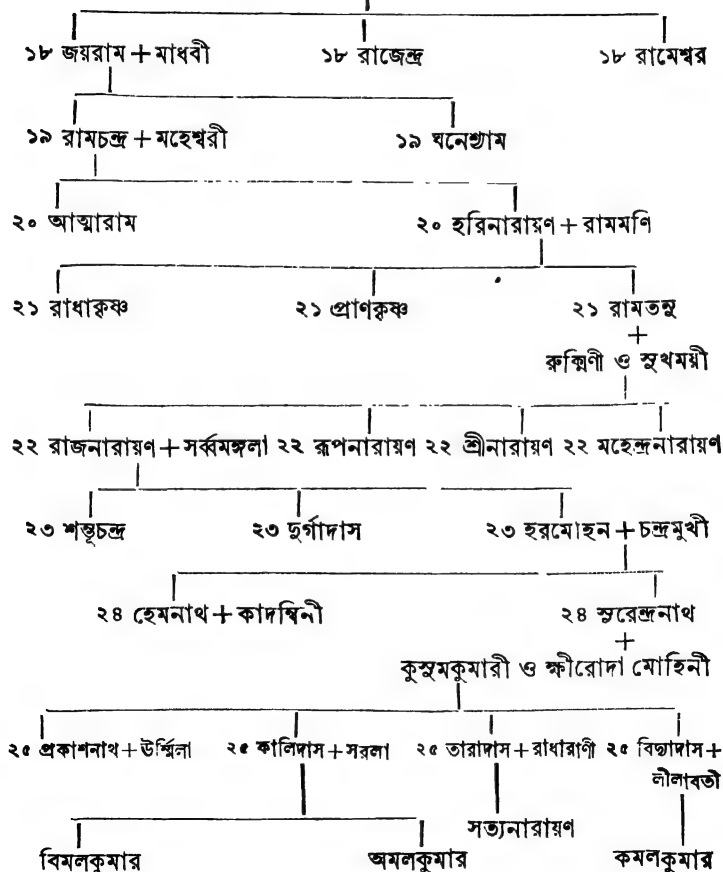 ১৮ জয়রাম + মাধবী ১৮ রাজেন্দ্র ১৮ রামেশ্বর
১৯ রামচন্দ্র + মহেশ্বরী ১৯ ঘনেশ্যাম
২০ আত্মারাম ২০ হরিনারায়ণ + রামমণি
২১ রাধাকৃষ্ণ ২১ প্রাণকৃষ্ণ ২১ রামতনু
+
রুক্মিণী ও সুখময়ী
২২ রাজনারায়ণ + সর্ব্বমঙ্গলা ২২ রূপনারায়ণ ২২ শ্রীনারায়ণ ২২ মহেন্দ্রনারায়ণ
২৩ শম্ভূচন্দ্র ২৩ দুর্গাদাস ২৩ হরমোহন + চন্দ্রমুখী
২৪ হেমনাথ + কাদম্বিনী ২৪ সুরেন্দ্রনাথ
+
কুসুমকুমারী ও ক্ষীরোদা মোহিনী
২৫ প্রকাশনাথ + ঊর্ম্মিলা ২৫ কালিদাস + সরলা ২৫ তারাদাস + রাধারাণী ২৫ বিদ্যাদাস +
লীলাবতী
সত্যনারায়ণ
বিমলকুমার অমলকুমার কমলকুমার